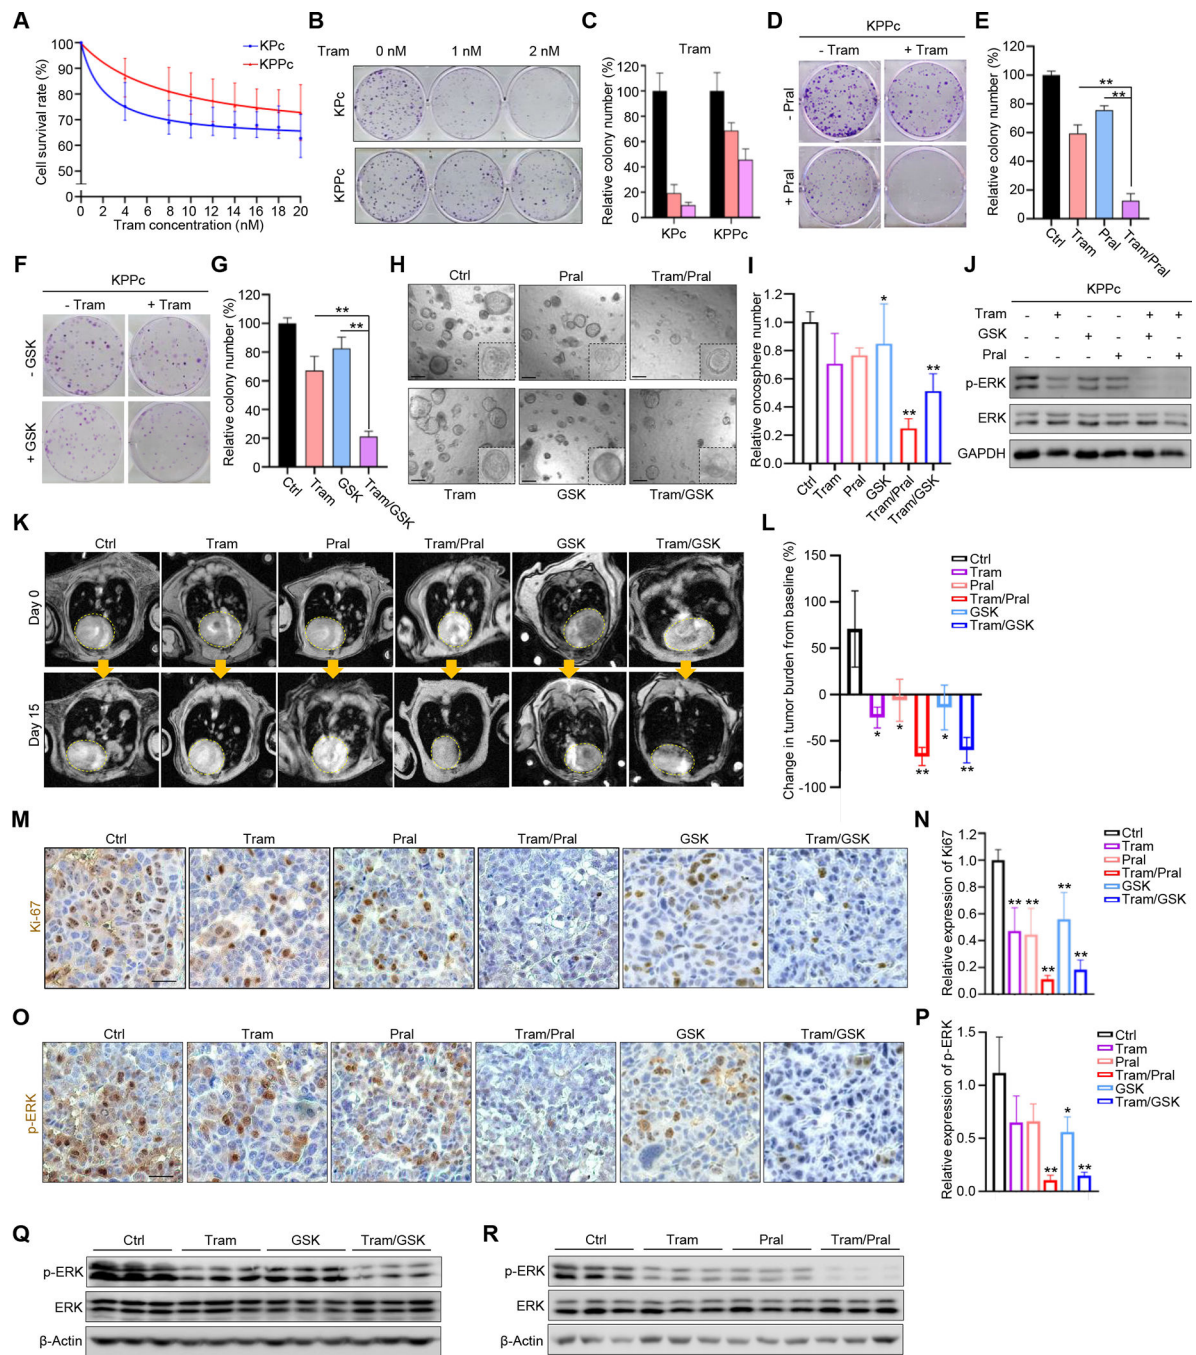 A
Cell survival rate (%)
100
90
80
70
60
0
KPc
KPPc
0 2 4 6 8 10 12 14 16 18 20
Tram concentration (nM)
B
Tram 0 nM 1 nM 2 nM
KPc
KPPc
C
Tram
Relative colony number (%)
120
100
80
60
40
20
0
KPc KPPc
D
KPPc
- Tram + Tram
- Pral
+ Pral
E
Relative colony number (%)
120
100
80
60
40
20
0
**
**
Ctrl
Tram
Pral
Tram/Pral
F
KPPc
- Tram + Tram
- GSK
+ GSK
G
Relative colony number (%)
120
100
80
60
40
20
0
**
**
Ctrl
Tram
GSK
Tram/GSK
H
Ctrl Pral Tram/Pral
Tram GSK Tram/GSK
I
Relative oncosphere number
1.2
1.0
0.8
0.6
0.4
0.2
0.0
*
**
**
Ctrl
Tram
Pral
GSK
Tram/Pral
Tram/GSK
J
KPPc
Tram - + - - + +
GSK - - + - + -
Pral - - - + - +
p-ERK
ERK
GAPDH
K
Ctrl Tram Pral Tram/Pral GSK Tram/GSK
Day 0
Day 15
L
Change in tumor burden from baseline (%)
150
100
50
0
-50
-100
* * ** * **
Ctrl
Tram
Pral
Tram/Pral
GSK
Tram/GSK
M
Ctrl Tram Pral Tram/Pral GSK Tram/GSK
Ki-67
N
Relative expression of Ki67
1.2
1.0
0.8
0.6
0.4
0.2
0.0
** ** ** ** **
Ctrl
Tram
Pral
Tram/Pral
GSK
Tram/GSK
O
Ctrl Tram Pral Tram/Pral GSK Tram/GSK
p-ERK
P
Relative expression of p-ERK
1.5
1.0
0.5
0.0
** * **
Ctrl
Tram
Pral
Tram/Pral
GSK
Tram/GSK
Q
Ctrl Tram GSK Tram/GSK
p-ERK
ERK
β-Actin
R
Ctrl Tram Pral Tram/Pral
p-ERK
ERK
β-Actin